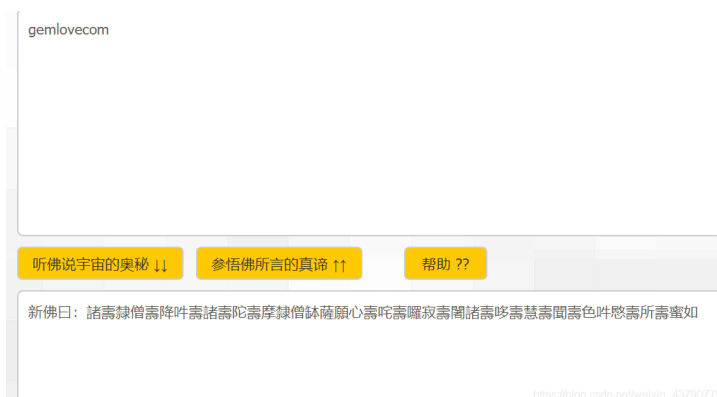 gemlovecom
听佛说宇宙的奥秘 ↓↓ 参悟佛所言的真谛 ↑↑ 帮助 ??
新佛曰：諸壽隸僧壽降吽壽諸壽陀壽摩隸僧缽薩願心壽咤壽囉寂壽闍諸壽哆壽慧壽聞壽色吽愍壽所壽蜜如